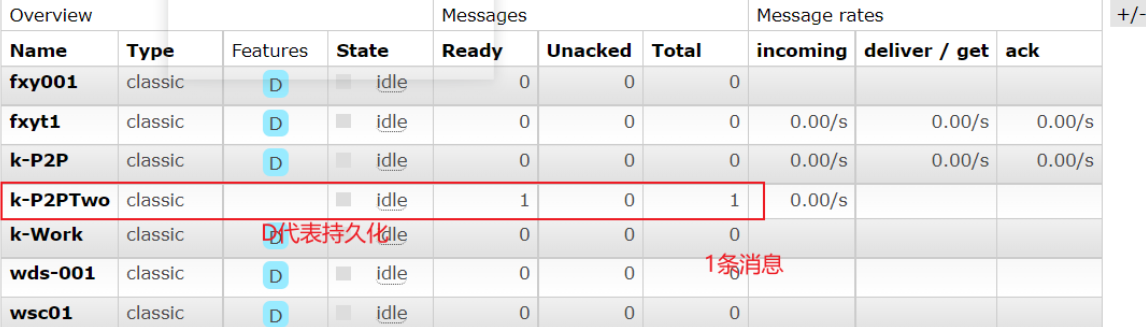 Overview Messages Message rates +/-
Name Type Features State Ready Unacked Total incoming deliver / get ack
fxy001 classic D idle 0 0 0
fxyt1 classic D idle 0 0 0 0.00/s 0.00/s 0.00/s
k-P2P classic D idle 0 0 0 0.00/s 0.00/s 0.00/s
k-P2PTwo classic idle 1 0 1 0.00/s
k-Work classic D idle 0 0 0
D代表持久化
1条消息
wds-001 classic D idle 0 0 0
wsc01 classic D idle 0 0 0